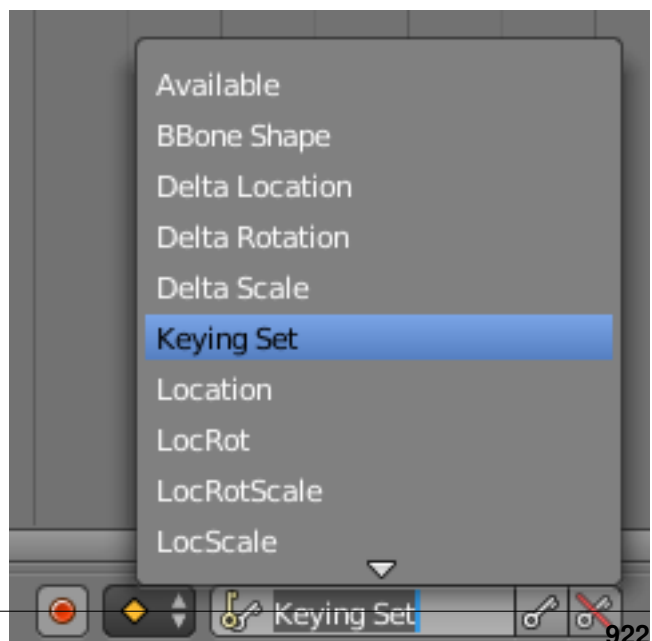 Available
BBone Shape
Delta Location
Delta Rotation
Delta Scale
Keying Set
Location
LocRot
LocRotScale
LocScale
Keying Set
922